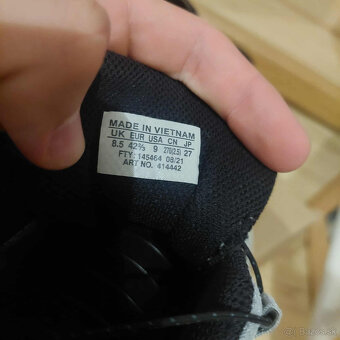 MADE IN VIETNAM
UK EUR USA CN JP
8.5 42⅔ 9 270(2.5) 27
FTY: 145464 08/21
ART NO. 414442